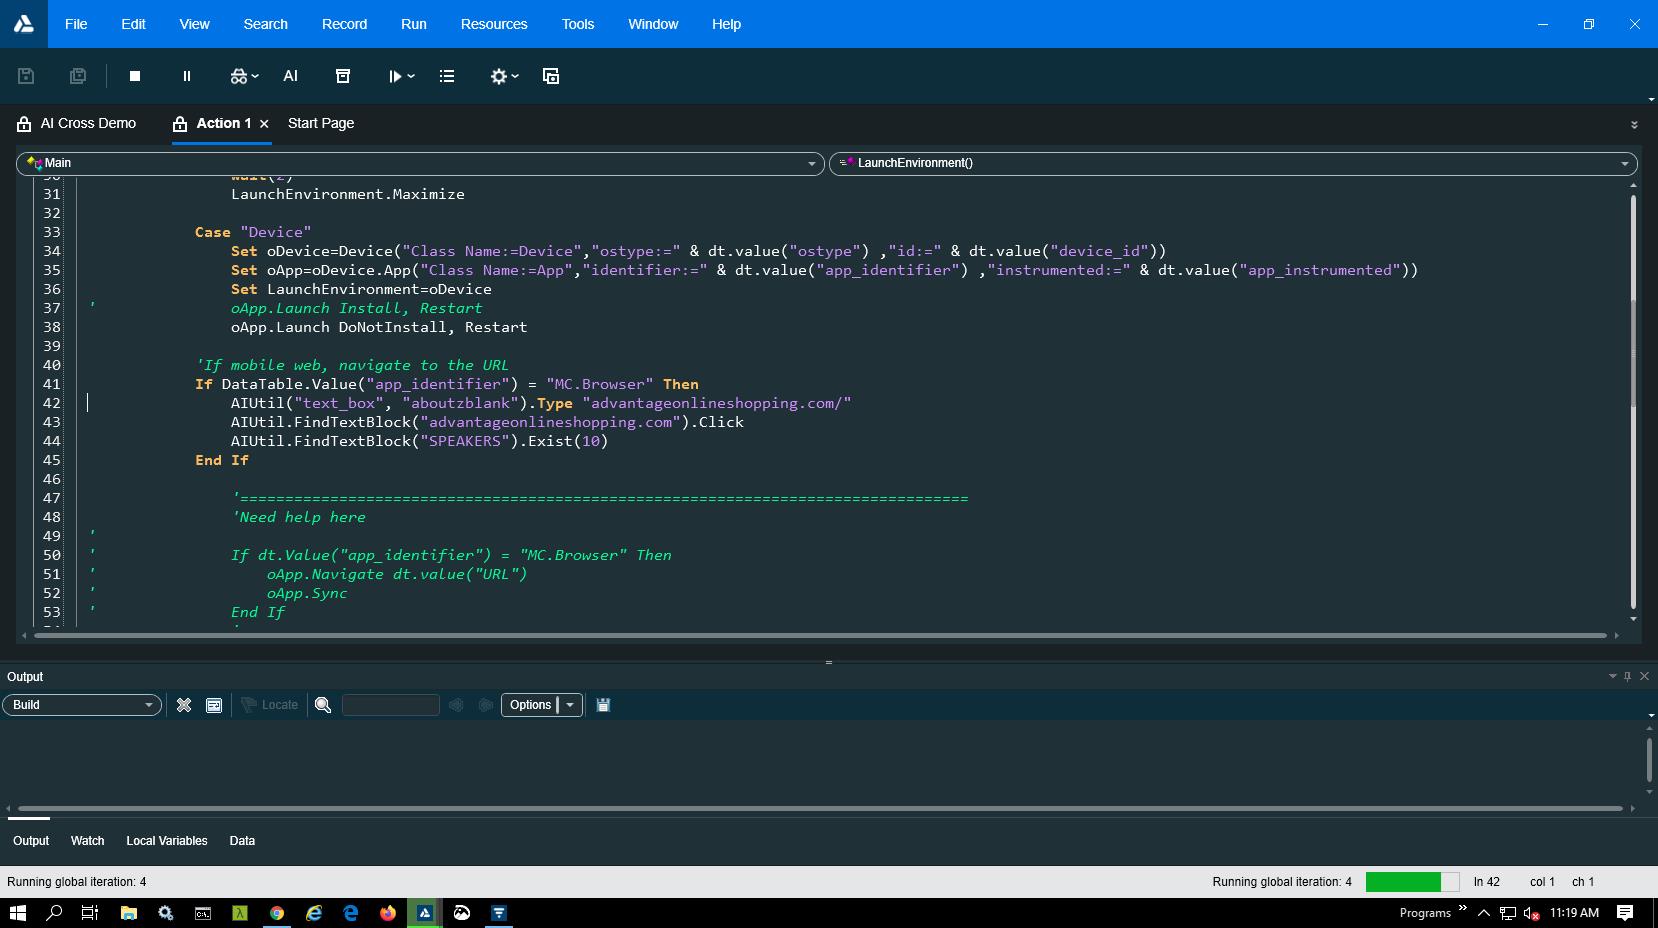 File Edit View Search Record Run Resources Tools Window Help
AI
AI Cross Demo Action 1 Start Page
Main LaunchEnvironment()
30 Wait(2)
31 LaunchEnvironment.Maximize
32
33 Case "Device"
34 Set oDevice=Device("Class Name:=Device","ostype:=" & dt.value("ostype") ,"id:=" & dt.value("device_id"))
35 Set oApp=oDevice.App("Class Name:=App","identifier:=" & dt.value("app_identifier") ,"instrumented:=" & dt.value("app_instrumented"))
36 Set LaunchEnvironment=oDevice
37 ' oApp.Launch Install, Restart
38 oApp.Launch DoNotInstall, Restart
39
40 'If mobile web, navigate to the URL
41 If DataTable.Value("app_identifier") = "MC.Browser" Then
42 AIUtil("text_box", "aboutzblank").Type "advantageonlineshopping.com/"
43 AIUtil.FindTextBlock("advantageonlineshopping.com").Click
44 AIUtil.FindTextBlock("SPEAKERS").Exist(10)
45 End If
46
47 '=================================================================================
48 'Need help here
49 '
50 ' If dt.Value("app_identifier") = "MC.Browser" Then
51 ' oApp.Navigate dt.value("URL")
52 ' oApp.Sync
53 ' End If
Output
Build Locate Options
Output Watch Local Variables Data
Running global iteration: 4 Running global iteration: 4 ln 42 col 1 ch 1
Programs » 11:19 AM